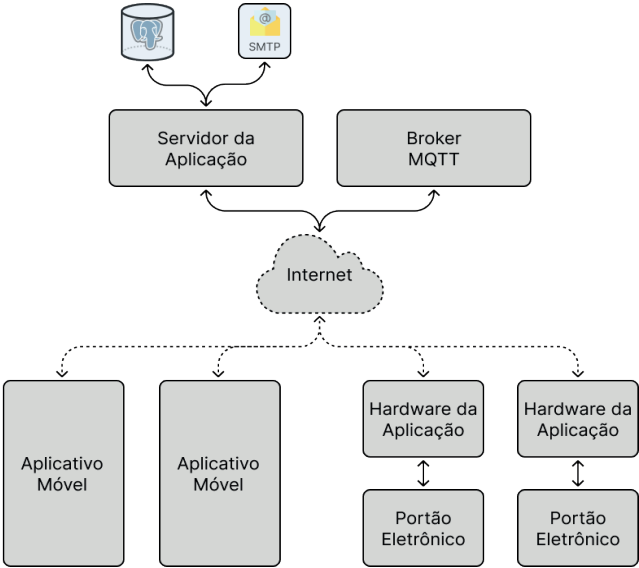 @
SMTP
Servidor da
Aplicação
Broker
MQTT
Internet
Aplicativo
Móvel
Aplicativo
Móvel
Hardware da
Aplicação
Hardware da
Aplicação
Portão
Eletrônico
Portão
Eletrônico